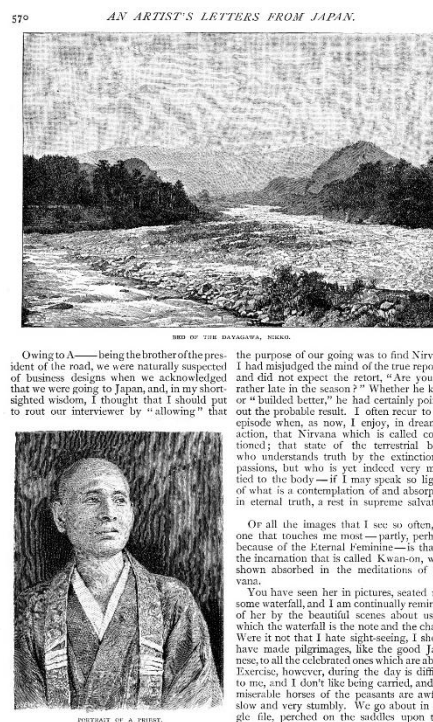 570
AN ARTIST'S LETTERS FROM JAPAN.
BED OF THE DAYAGAWA, NIKKO.
Owing to A—— being the brother of the pres-
ident of the road, we were naturally suspected
of business designs when we acknowledged
that we were going to Japan, and, in my short-
sighted wisdom, I thought that I should put
to rout our interviewer by "allowing" that
PORTRAIT OF A PRIEST.
the purpose of our going was to find Nirv
I had misjudged the mind of the true repo
and did not expect the retort, "Are you
rather late in the season?" Whether he k
or "builded better," he had certainly poi
out the probable result. I often recur to
episode when, as now, I enjoy, in drean
action, that Nirvana which is called co
tioned; that state of the terrestrial b
who understands truth by the extinction
passions, but who is yet indeed very m
tied to the body—if I may speak so lig
of what is a contemplation of and absorp
in eternal truth, a rest in supreme salvat
OF all the images that I see so often,
one that touches me most—partly, perh
because of the Eternal Feminine—is tha
the incarnation that is called Kwan-on, w
shown absorbed in the meditations of
vana.
You have seen her in pictures, seated
some waterfall, and I am continually remin
of her by the beautiful scenes about us
which the waterfall is the note and the cha
Were it not that I hate sight-seeing, I sho
have made pilgrimages, like the good Ja
nese, to all the celebrated ones which are ab
Exercise, however, during the day is diffi
to me, and I don't like being carried, and
miserable horses of the peasants are awf
slow and very stumbly. We go about in
gle file, perched on the saddles upon t